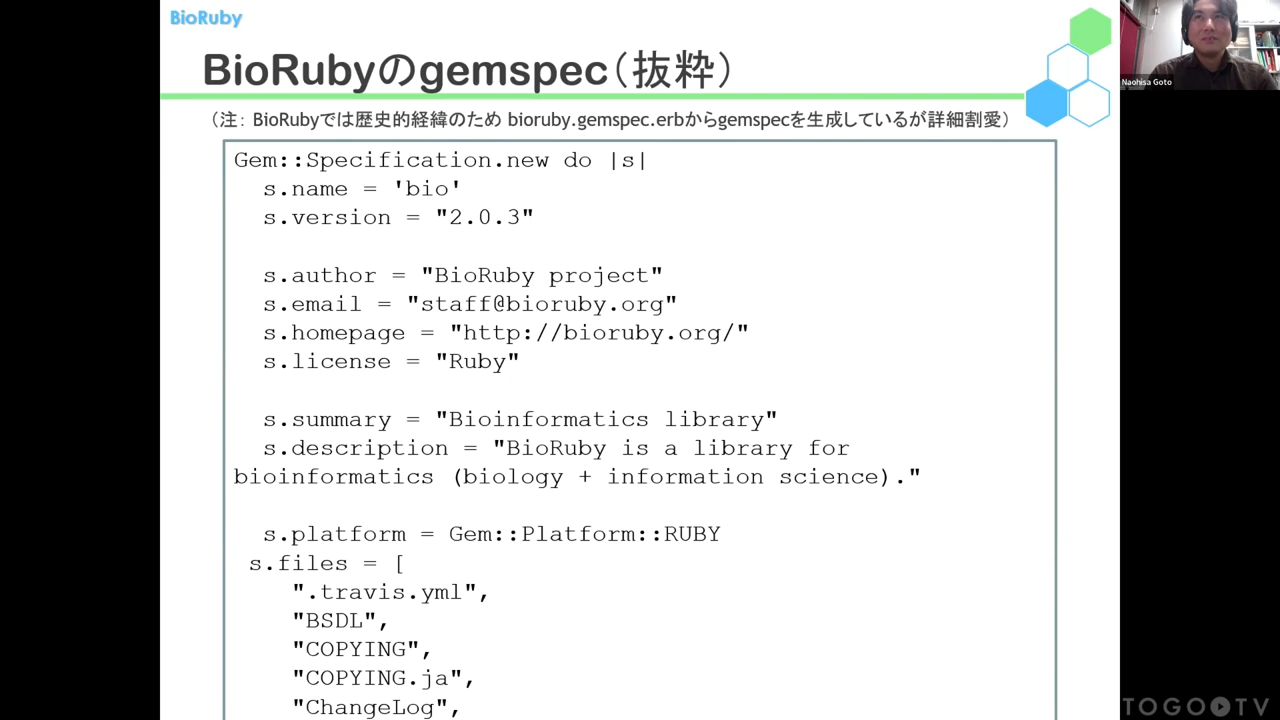 BioRuby
BioRubyのgemspec（抜粋）
（注： BioRubyでは歴史的経緯のため bioruby.gemspec.erbからgemspecを生成しているが詳細割愛）
Gem::Specification.new do |s|
s.name = 'bio'
s.version = "2.0.3"
s.author = "BioRuby project"
s.email = "staff@bioruby.org"
s.homepage = "http://bioruby.org/"
s.license = "Ruby"
s.summary = "Bioinformatics library"
s.description = "BioRuby is a library for
bioinformatics (biology + information science)."
s.platform = Gem::Platform::RUBY
s.files = [
".travis.yml",
"BSDL",
"COPYING",
"COPYING.ja",
"ChangeLog",
Naohisa Goto
TOGO TV